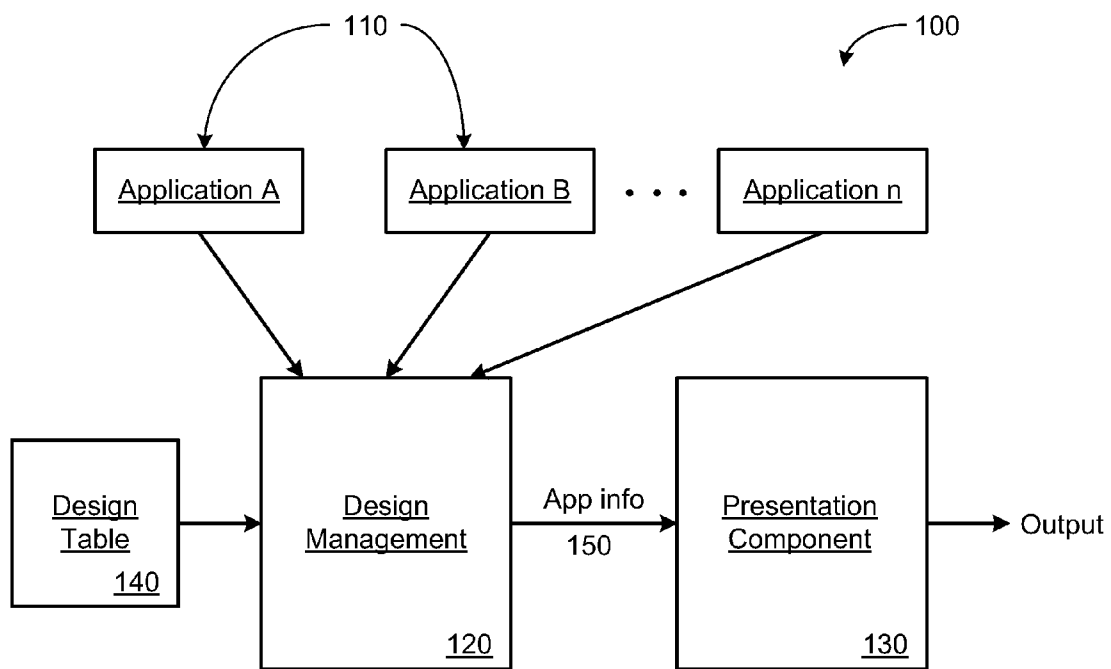 110
100
Application A
Application B
. . .
Application n
Design
Table
140
Design
Management
120
App info
150
Presentation
Component
130
Output